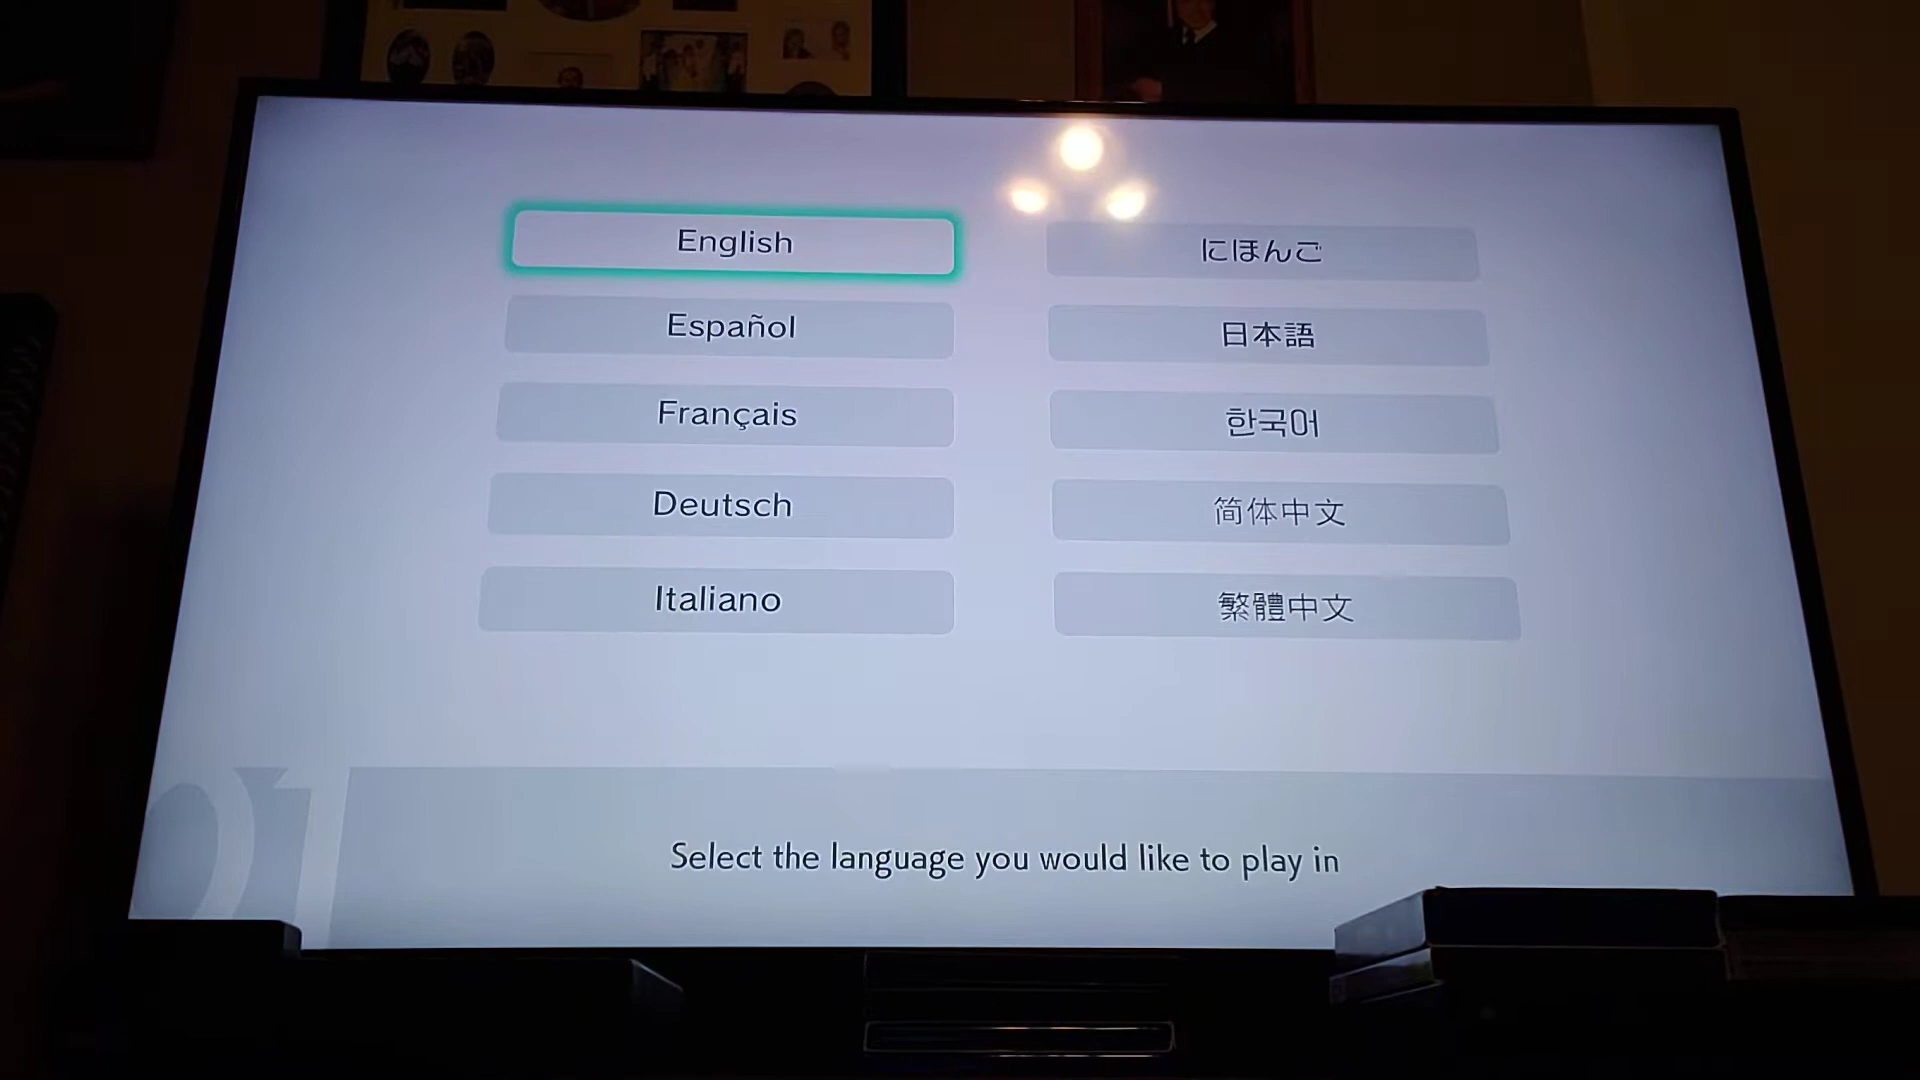 English
Español
Français
Deutsch
Italiano
にほんご
日本語
한국어
简体中文
繁體中文
Select the language you would like to play in